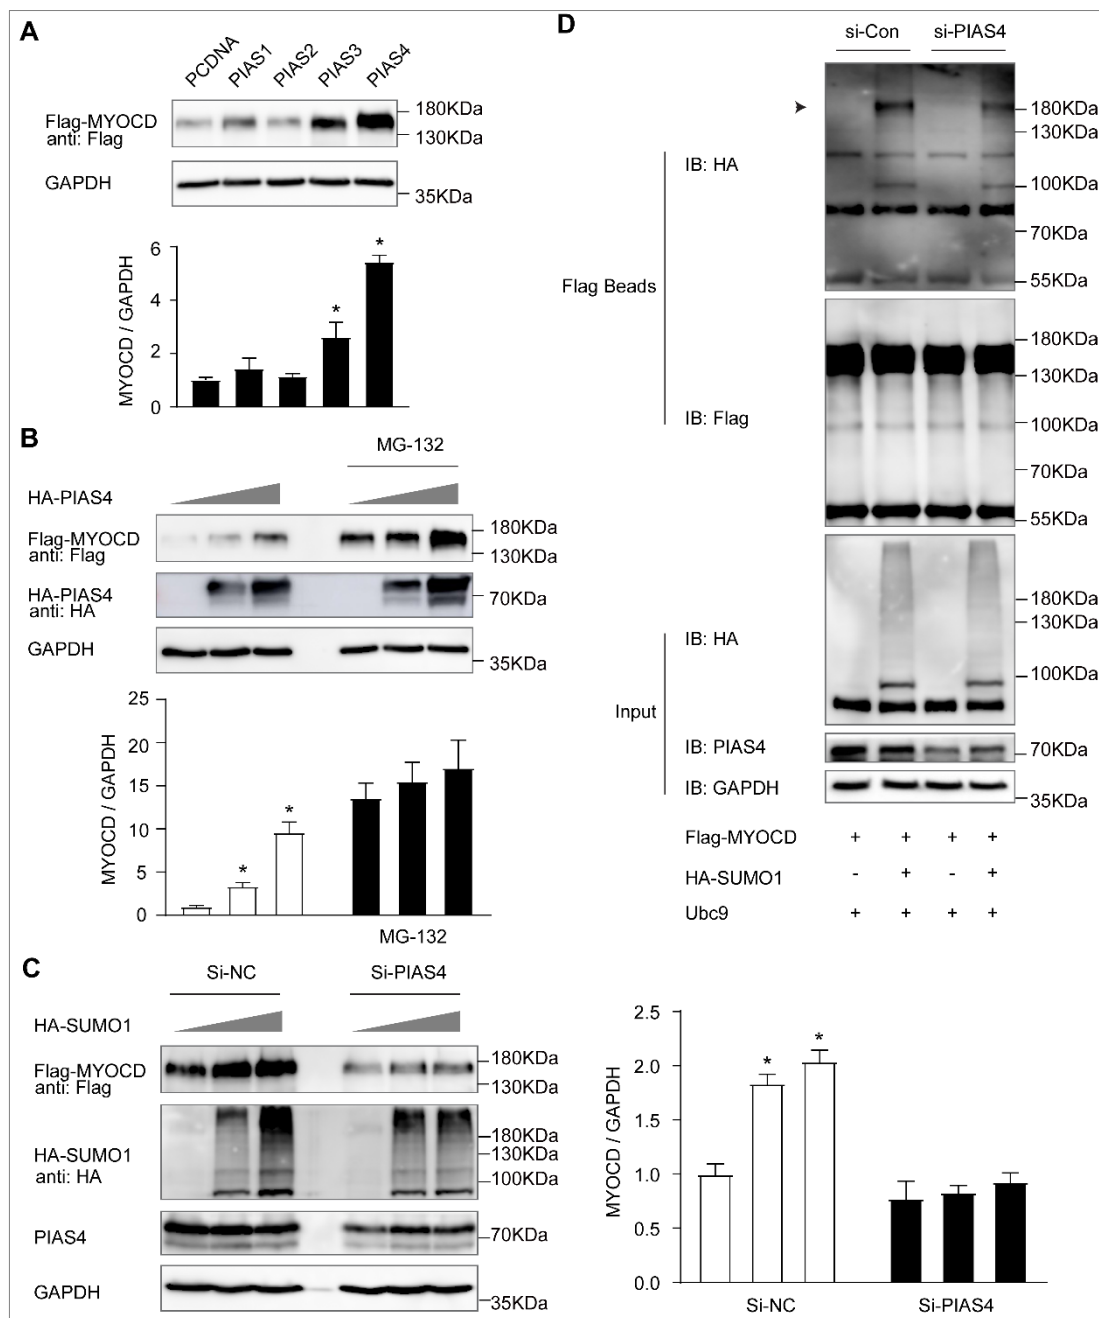 A
PCDNA PIAS1 PIAS2 PIAS3 PIAS4
Flag-MYOCD
anti: Flag
180KDa
130KDa
GAPDH
35KDa
MYOCD / GAPDH
6
4
2
0
*
*
B
MG-132
HA-PIAS4
Flag-MYOCD
anti: Flag
180KDa
130KDa
HA-PIAS4
anti: HA
70KDa
GAPDH
35KDa
MYOCD / GAPDH
25
20
15
10
5
0
*
*
MG-132
C
Si-NC Si-PIAS4
HA-SUMO1
Flag-MYOCD
anti: Flag
180KDa
130KDa
HA-SUMO1
anti: HA
180KDa
130KDa
100KDa
PIAS4
70KDa
GAPDH
35KDa
MYOCD / GAPDH
2.5
2.0
1.5
1.0
0.5
0.0
*
*
Si-NC Si-PIAS4
D
si-Con si-PIAS4
Flag Beads
IB: HA
180KDa
130KDa
100KDa
70KDa
55KDa
IB: Flag
180KDa
130KDa
100KDa
70KDa
55KDa
Input
IB: HA
180KDa
130KDa
100KDa
IB: PIAS4
70KDa
IB: GAPDH
35KDa
Flag-MYOCD + + + +
HA-SUMO1 - + - +
Ubc9 + + + +